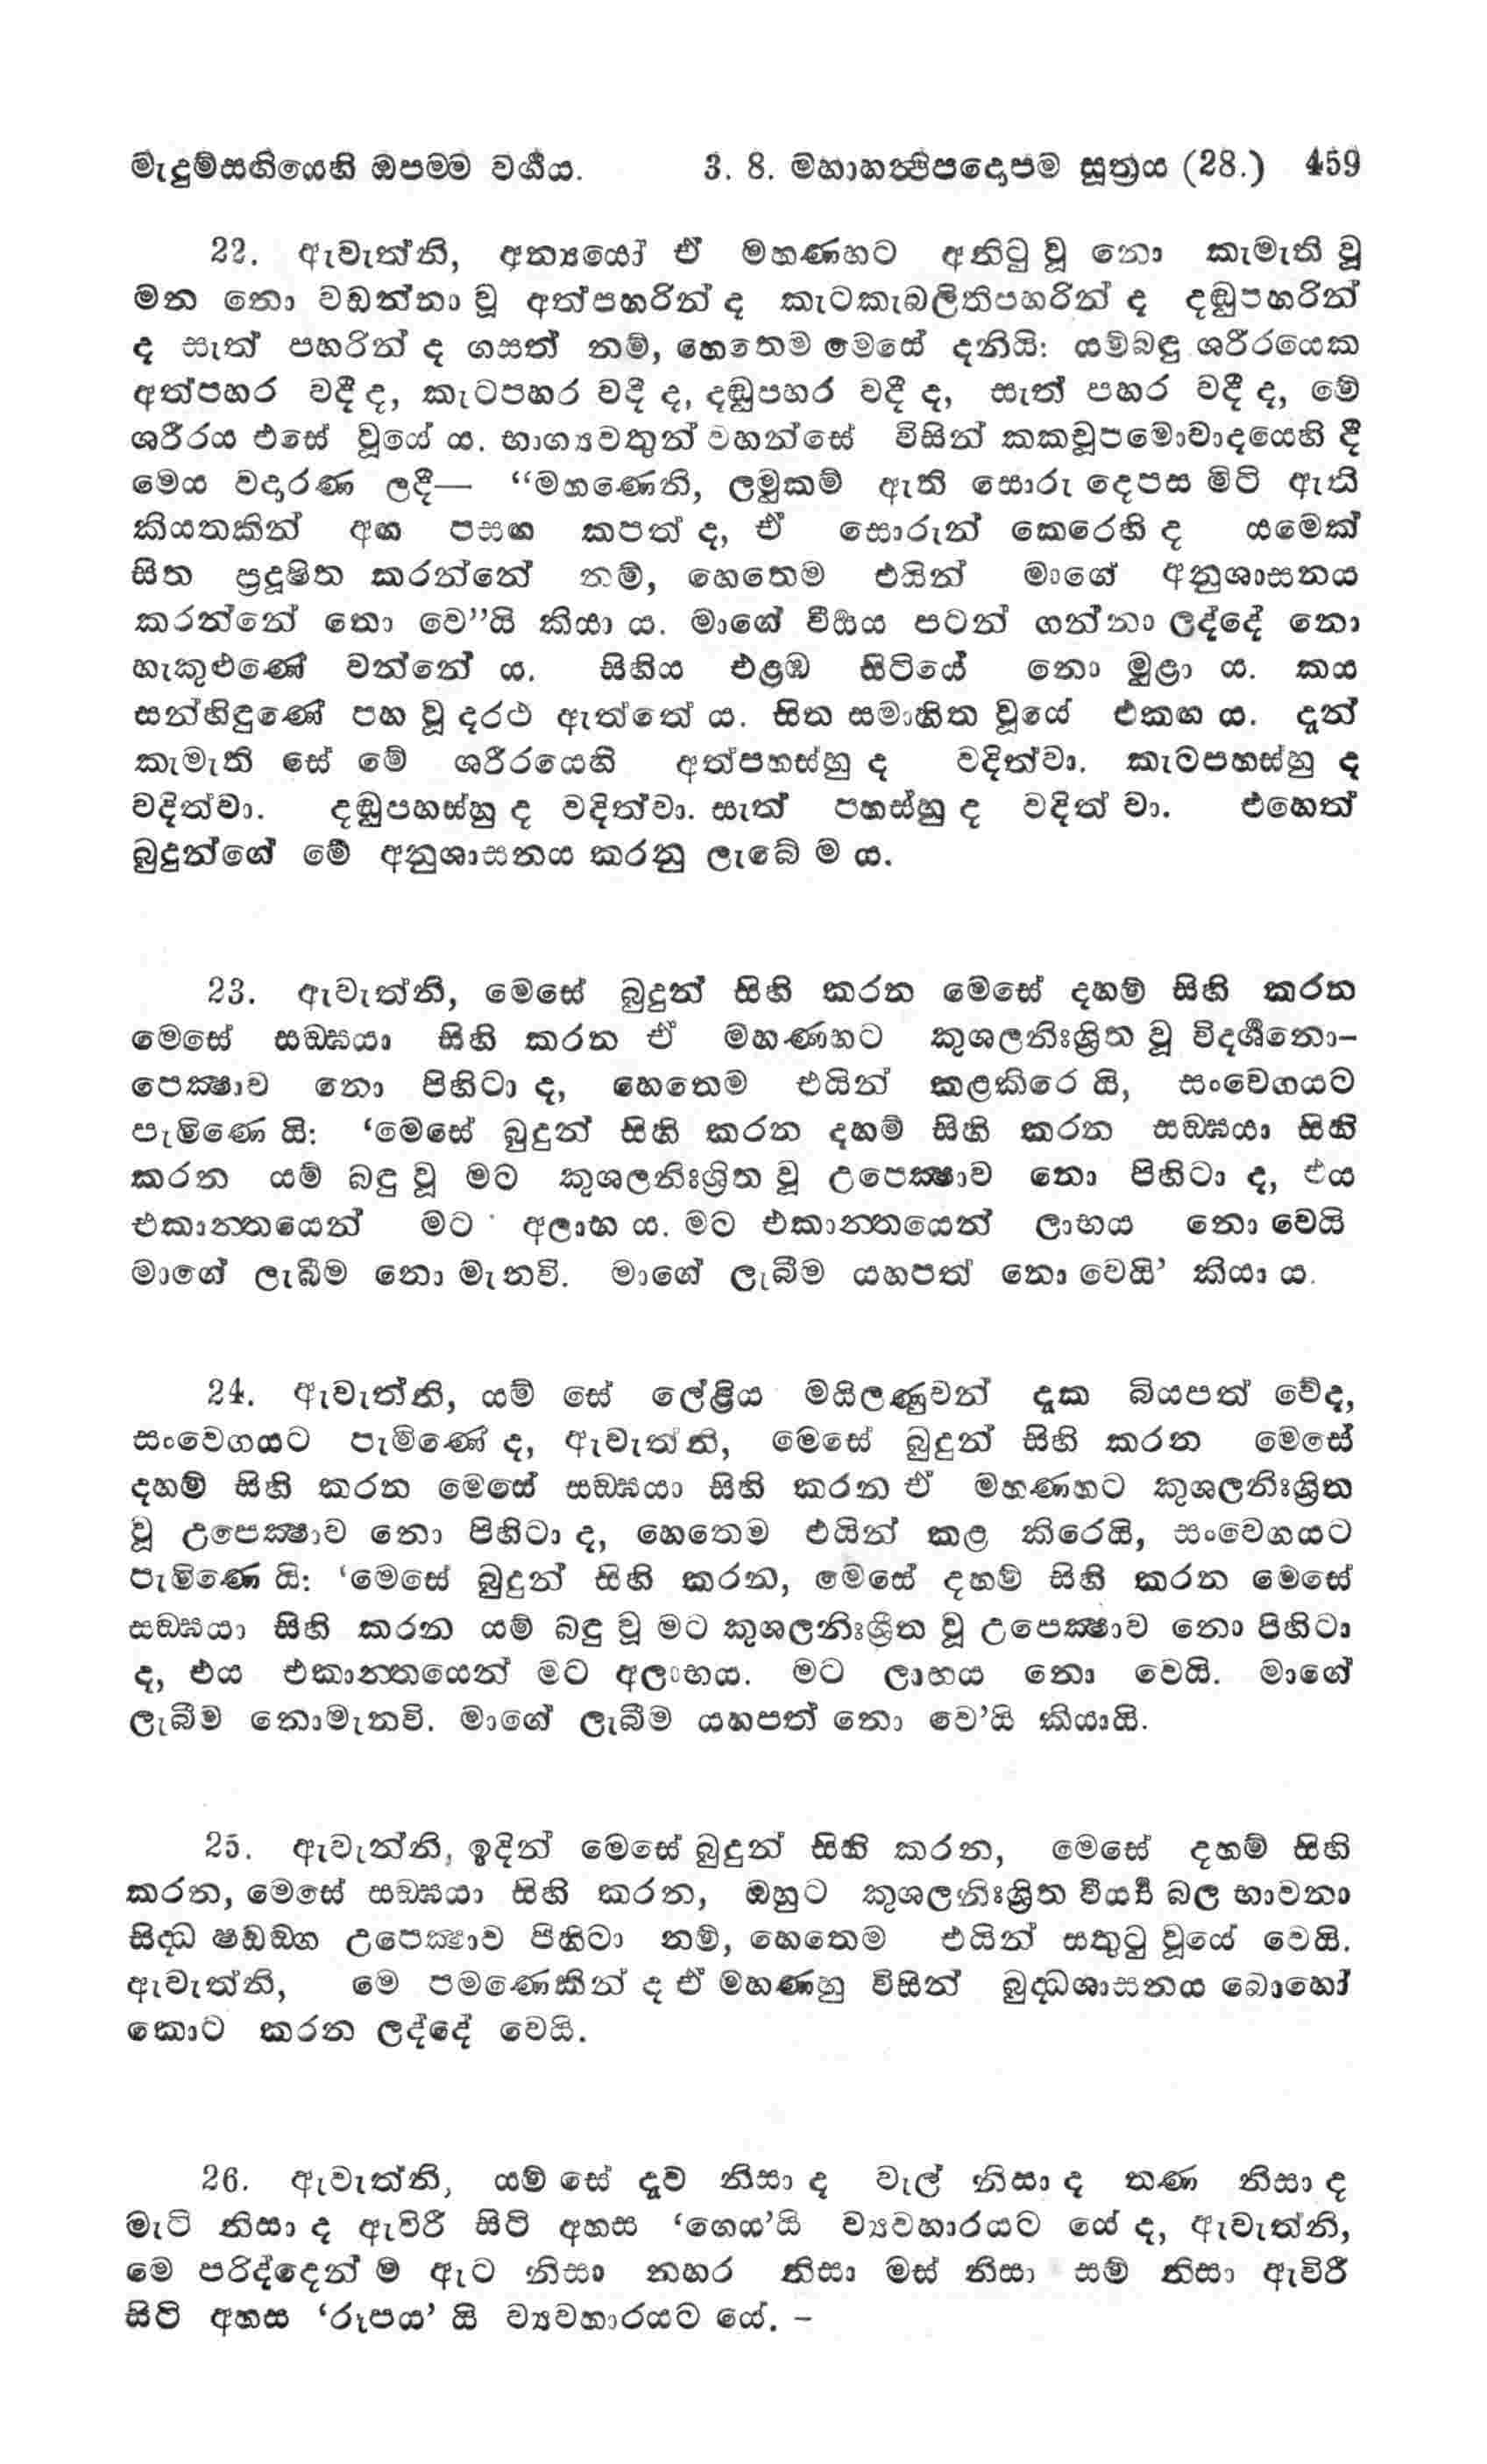 මැදුම්සඟියෙහි ඔපම්ම වර්‍ගය. 3. 8. මහාහත්‍ථිපදොපම සූත්‍රය (28.) 459
22. ඇවැත්නි, අන්‍යයෝ ඒ මහණහට අනිටු වූ නො කැමැති වූ
මන නො වඩන්නා වූ අත්පහරින් ද කැටකැබලිතිපහරින් ද දඬුපහරින්
ද සැත් පහරින් ද ගසත් නම්, හෙතෙම මෙසේ දනියි: යම්බඳු ශරීරයෙක
අත්පහර වදී ද, කැටපහර වදී ද, දඬුපහර වදී ද, සැත් පහර වදී ද, මේ
ශරීරය එසේ වූයේ ය. භාග්‍යවතුන් වහන්සේ විසින් කකචූපමොවාදයෙහි දී
මෙය වදාරණ ලදී— “මහණෙනි, ලමුකම් ඇති සොරු දෙපස මිටි ඇති
කියතකින් අඟ පසඟ කපත් ද, ඒ සොරුන් කෙරෙහි ද යමෙක්
සිත ප්‍රදූෂිත කරන්නේ නම්, හෙතෙම එයින් මාගේ අනුශාසනය
කරන්නේ නො වෙ”යි කියා ය. මාගේ වීර්‍ය්‍යය පටන් ගන්නා ලද්දේ නො
හැකුළුණේ වන්නේ ය. සිහිය එළඹ සිටියේ නො මුළා ය. කය
සන්හිඳුණේ පහ වූ දරථ ඇත්තේ ය. සිත සමාහිත වූයේ එකඟ ය. දැන්
කැමැති සේ මේ ශරීරයෙහි අත්පහස්හු ද වදිත්වා. කැටපහස්හු ද
වදිත්වා. දඬුපහස්හු ද වදිත්වා. සැත් පහස්හු ද වදිත් වා. එහෙත්
බුදුන්ගේ මේ අනුශාසනය කරනු ලැබේ ම ය.
23. ඇවැත්නි, මෙසේ බුදුන් සිහි කරන මෙසේ දහම් සිහි කරන
මෙසේ සඞ්ඝයා සිහි කරන ඒ මහණහට කුශලනිඃශ්‍රිත වූ විදර්‍ශනො-
පෙක්‍ෂාව නො පිහිටා ද, හෙතෙම එයින් කළකිරෙ යි, සංවෙගයට
පැමිණෙ යි: ‘මෙසේ බුදුන් සිහි කරන දහම් සිහි කරන සඞ්ඝයා සිහි
කරන යම් බඳු වූ මට කුශලනිඃශ්‍රිත වූ උපෙක්‍ෂාව නො පිහිටා ද, එය
එකාන්තයෙන් මට අලාභ ය. මට එකාන්තයෙන් ලාභය නො වෙයි
මාගේ ලැබීම නො මැනවි. මාගේ ලැබීම යහපත් නො වෙයි’ කියා ය.
24. ඇවැත්නි, යම් සේ ලේළිය මයිලණුවන් දැක බියපත් වේද,
සංවෙගයට පැමිණේ ද, ඇවැත්නි, මෙසේ බුදුන් සිහි කරන මෙසේ
දහම් සිහි කරන මෙසේ සඞ්ඝයා සිහි කරන ඒ මහණහට කුශලනිඃශ්‍රිත
වූ උපෙක්‍ෂාව නො පිහිටා ද, හෙතෙම එයින් කළ කිරෙයි, සංවෙගයට
පැමිණෙ යි: ‘මෙසේ බුදුන් සිහි කරන, මෙසේ දහම් සිහි කරන මෙසේ
සඞ්ඝයා සිහි කරන යම් බඳු වූ මට කුශලනිඃශ්‍රීත වූ උපෙක්‍ෂාව නො පිහිටා
ද, එය එකාන්තයෙන් මට අලාභය. මට ලාභය නො වෙයි. මාගේ
ලැබීම නොමැනවි. මාගේ ලැබීම යහපත් නො වෙ’යි කියායි.
25. ඇවැන්නි, ඉදින් මෙසේ බුදුන් සිහි කරන, මෙසේ දහම් සිහි
කරන, මෙසේ සඞ්ඝයා සිහි කරන, ඔහුට කුශලනිඃශ්‍රිත වීර්‍ය්‍ය බල භාවනා
සිද්ධ ෂඩඞ්ග උපෙක්‍ෂාව පිහිටා නම්, හෙතෙම එයින් සතුටු වූයේ වෙයි.
ඇවැත්නි, මෙ පමණෙකින් ද ඒ මහණහු විසින් බුද්ධශාසනය බොහෝ
කොට කරන ලද්දේ වෙයි.
26. ඇවැත්නි, යම් සේ දැව නිසා ද වැල් නිසා ද තණ නිසා ද
මැටි නිසා ද ඇවිරී සිටි අහස ‘ගෙය’යි ව්‍යවහාරයට යේ ද, ඇවැත්නි,
මෙ පරිද්දෙන් ම ඇට නිසා නහර නිසා මස් නිසා සම් නිසා ඇවිරී
සිටි අහස ‘රූපය’ යි ව්‍යවහාරයට යේ. –